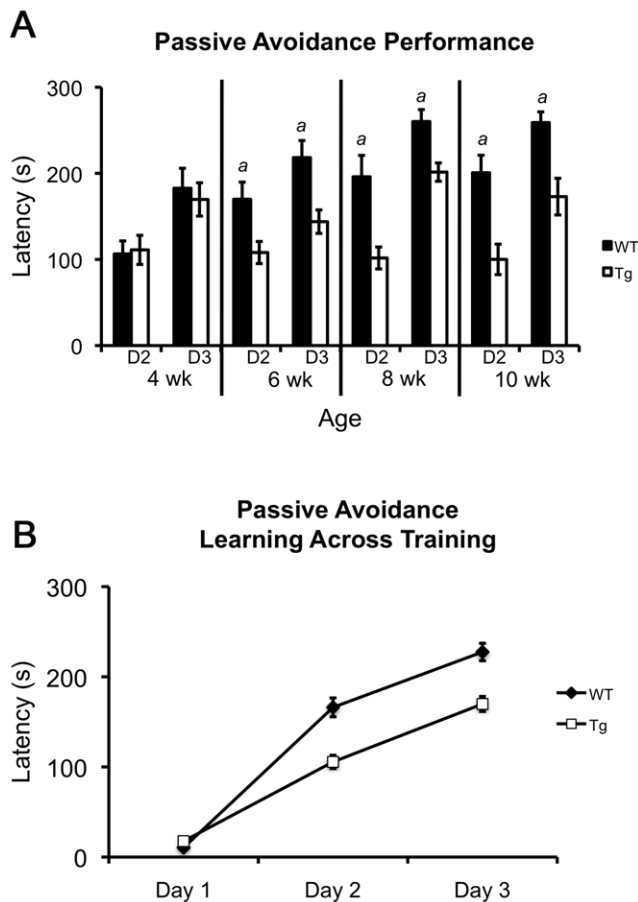 A
Passive Avoidance Performance
300
200
100
0
Latency (s)
a a a a a a
WT
Tg
D2 D3 D2 D3 D2 D3 D2 D3
4 wk 6 wk 8 wk 10 wk
Age
B
Passive Avoidance
Learning Across Training
300
200
100
0
Latency (s)
WT
Tg
Day 1 Day 2 Day 3